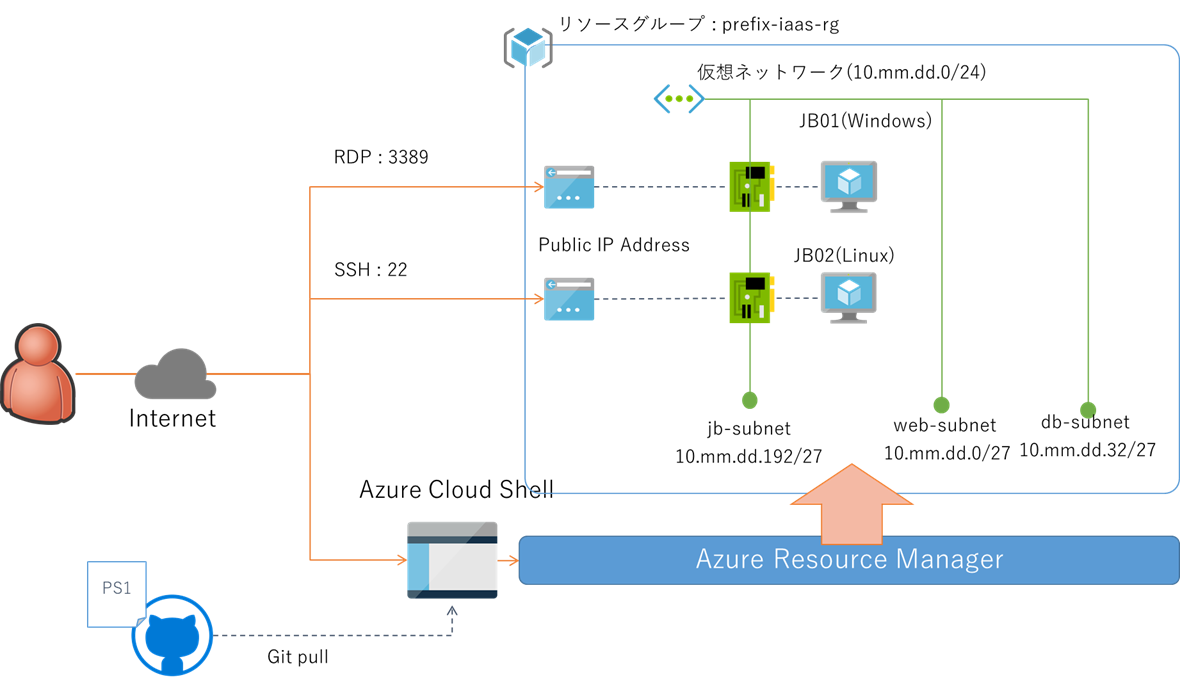 リソースグループ : prefix-iaas-rg
仮想ネットワーク(10.mm.dd.0/24)
JB01(Windows)
RDP : 3389
Public IP Address
JB02(Linux)
SSH : 22
Internet
jb-subnet
10.mm.dd.192/27
web-subnet
10.mm.dd.0/27
db-subnet
10.mm.dd.32/27
Azure Cloud Shell
Azure Resource Manager
PS1
Git pull